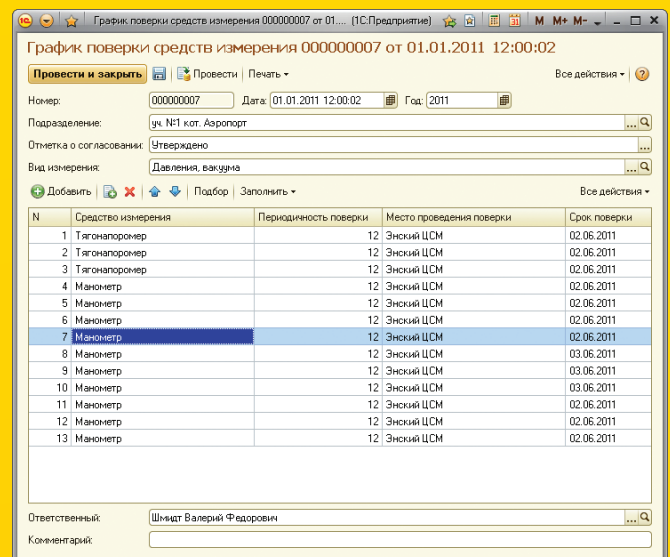 График поверки средств измерения 000000007 от 01.... (1С:Предприятие) M M+ M-
График поверки средств измерения 000000007 от 01.01.2011 12:00:02
Провести и закрыть Провести Печать Все действия
Номер: 000000007 Дата: 01.01.2011 12:00:02 Год: 2011
Подразделение: уч. №1 кот. Аэропорт
Отметка о согласовании: Утверждено
Вид измерения: Давления, вакуума
Добавить Подбор Заполнить Все действия
N Средство измерения Периодичность поверки Место проведения поверки Срок поверки
1 Тягонапоромер 12 Энский ЦСМ 02.06.2011
2 Тягонапоромер 12 Энский ЦСМ 02.06.2011
3 Тягонапоромер 12 Энский ЦСМ 02.06.2011
4 Манометр 12 Энский ЦСМ 02.06.2011
5 Манометр 12 Энский ЦСМ 02.06.2011
6 Манометр 12 Энский ЦСМ 02.06.2011
7 Манометр 12 Энский ЦСМ 02.06.2011
8 Манометр 12 Энский ЦСМ 03.06.2011
9 Манометр 12 Энский ЦСМ 03.06.2011
10 Манометр 12 Энский ЦСМ 03.06.2011
11 Манометр 12 Энский ЦСМ 02.06.2011
12 Манометр 12 Энский ЦСМ 02.06.2011
13 Манометр 12 Энский ЦСМ 02.06.2011
Ответственный: Шмидт Валерий Федорович
Комментарий: